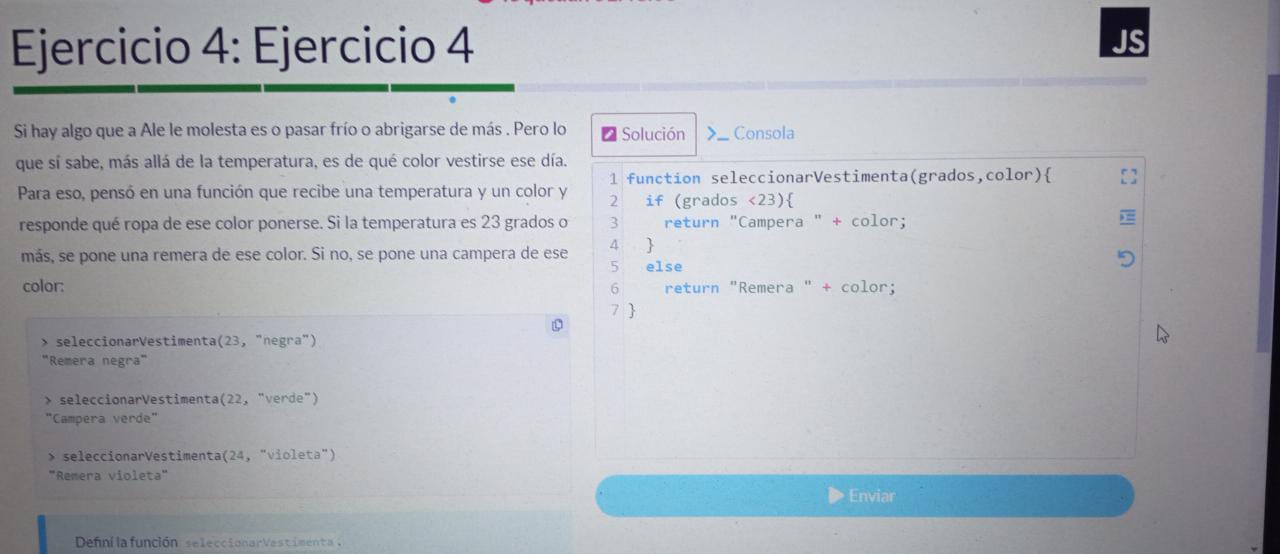 Ejercicio 4: Ejercicio 4
JS
Si hay algo que a Ale le molesta es o pasar frío o abrigarse de más . Pero lo
que sí sabe, más allá de la temperatura, es de qué color vestirse ese día.
Para eso, pensó en una función que recibe una temperatura y un color y
responde qué ropa de ese color ponerse. Si la temperatura es 23 grados o
más, se pone una remera de ese color. Si no, se pone una campera de ese
color:
> seleccionarVestimenta(23, "negra")
"Remera negra"
> seleccionarVestimenta(22, "verde")
"Campera verde"
> seleccionarVestimenta(24, "violeta")
"Remera violeta"
Definí la función seleccionarVestimenta .
Solución
>_ Consola
1 function seleccionarVestimenta(grados,color){
2 if (grados <23){
3 return "Campera " + color;
4 }
5 else
6 return "Remera " + color;
7 }
Enviar